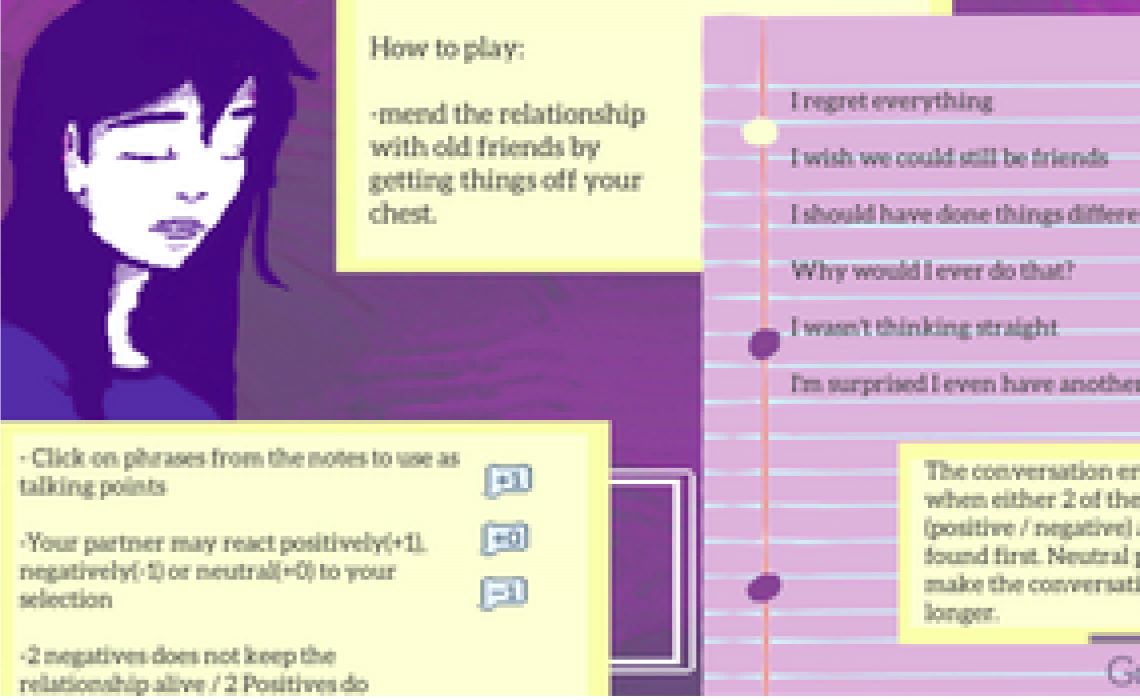 How to play:
-mend the relationship
with old friends by
getting things off your
chest.
I regret everything
I wish we could still be friends
I should have done things
Why would I ever do that?
I wasn't thinking straight
I'm surprised I even have another
- Click on phrases from the notes to use as
talking points
+1
-Your partner may react positively(+1),
+0
negatively(-1) or neutral(+0) to your
selection
-1
-2 negatives does not keep the
relationship alive / 2 Positives do
The conversation
when either 2 of the
(positive / negative)
found first. Neutral
make the
longer.